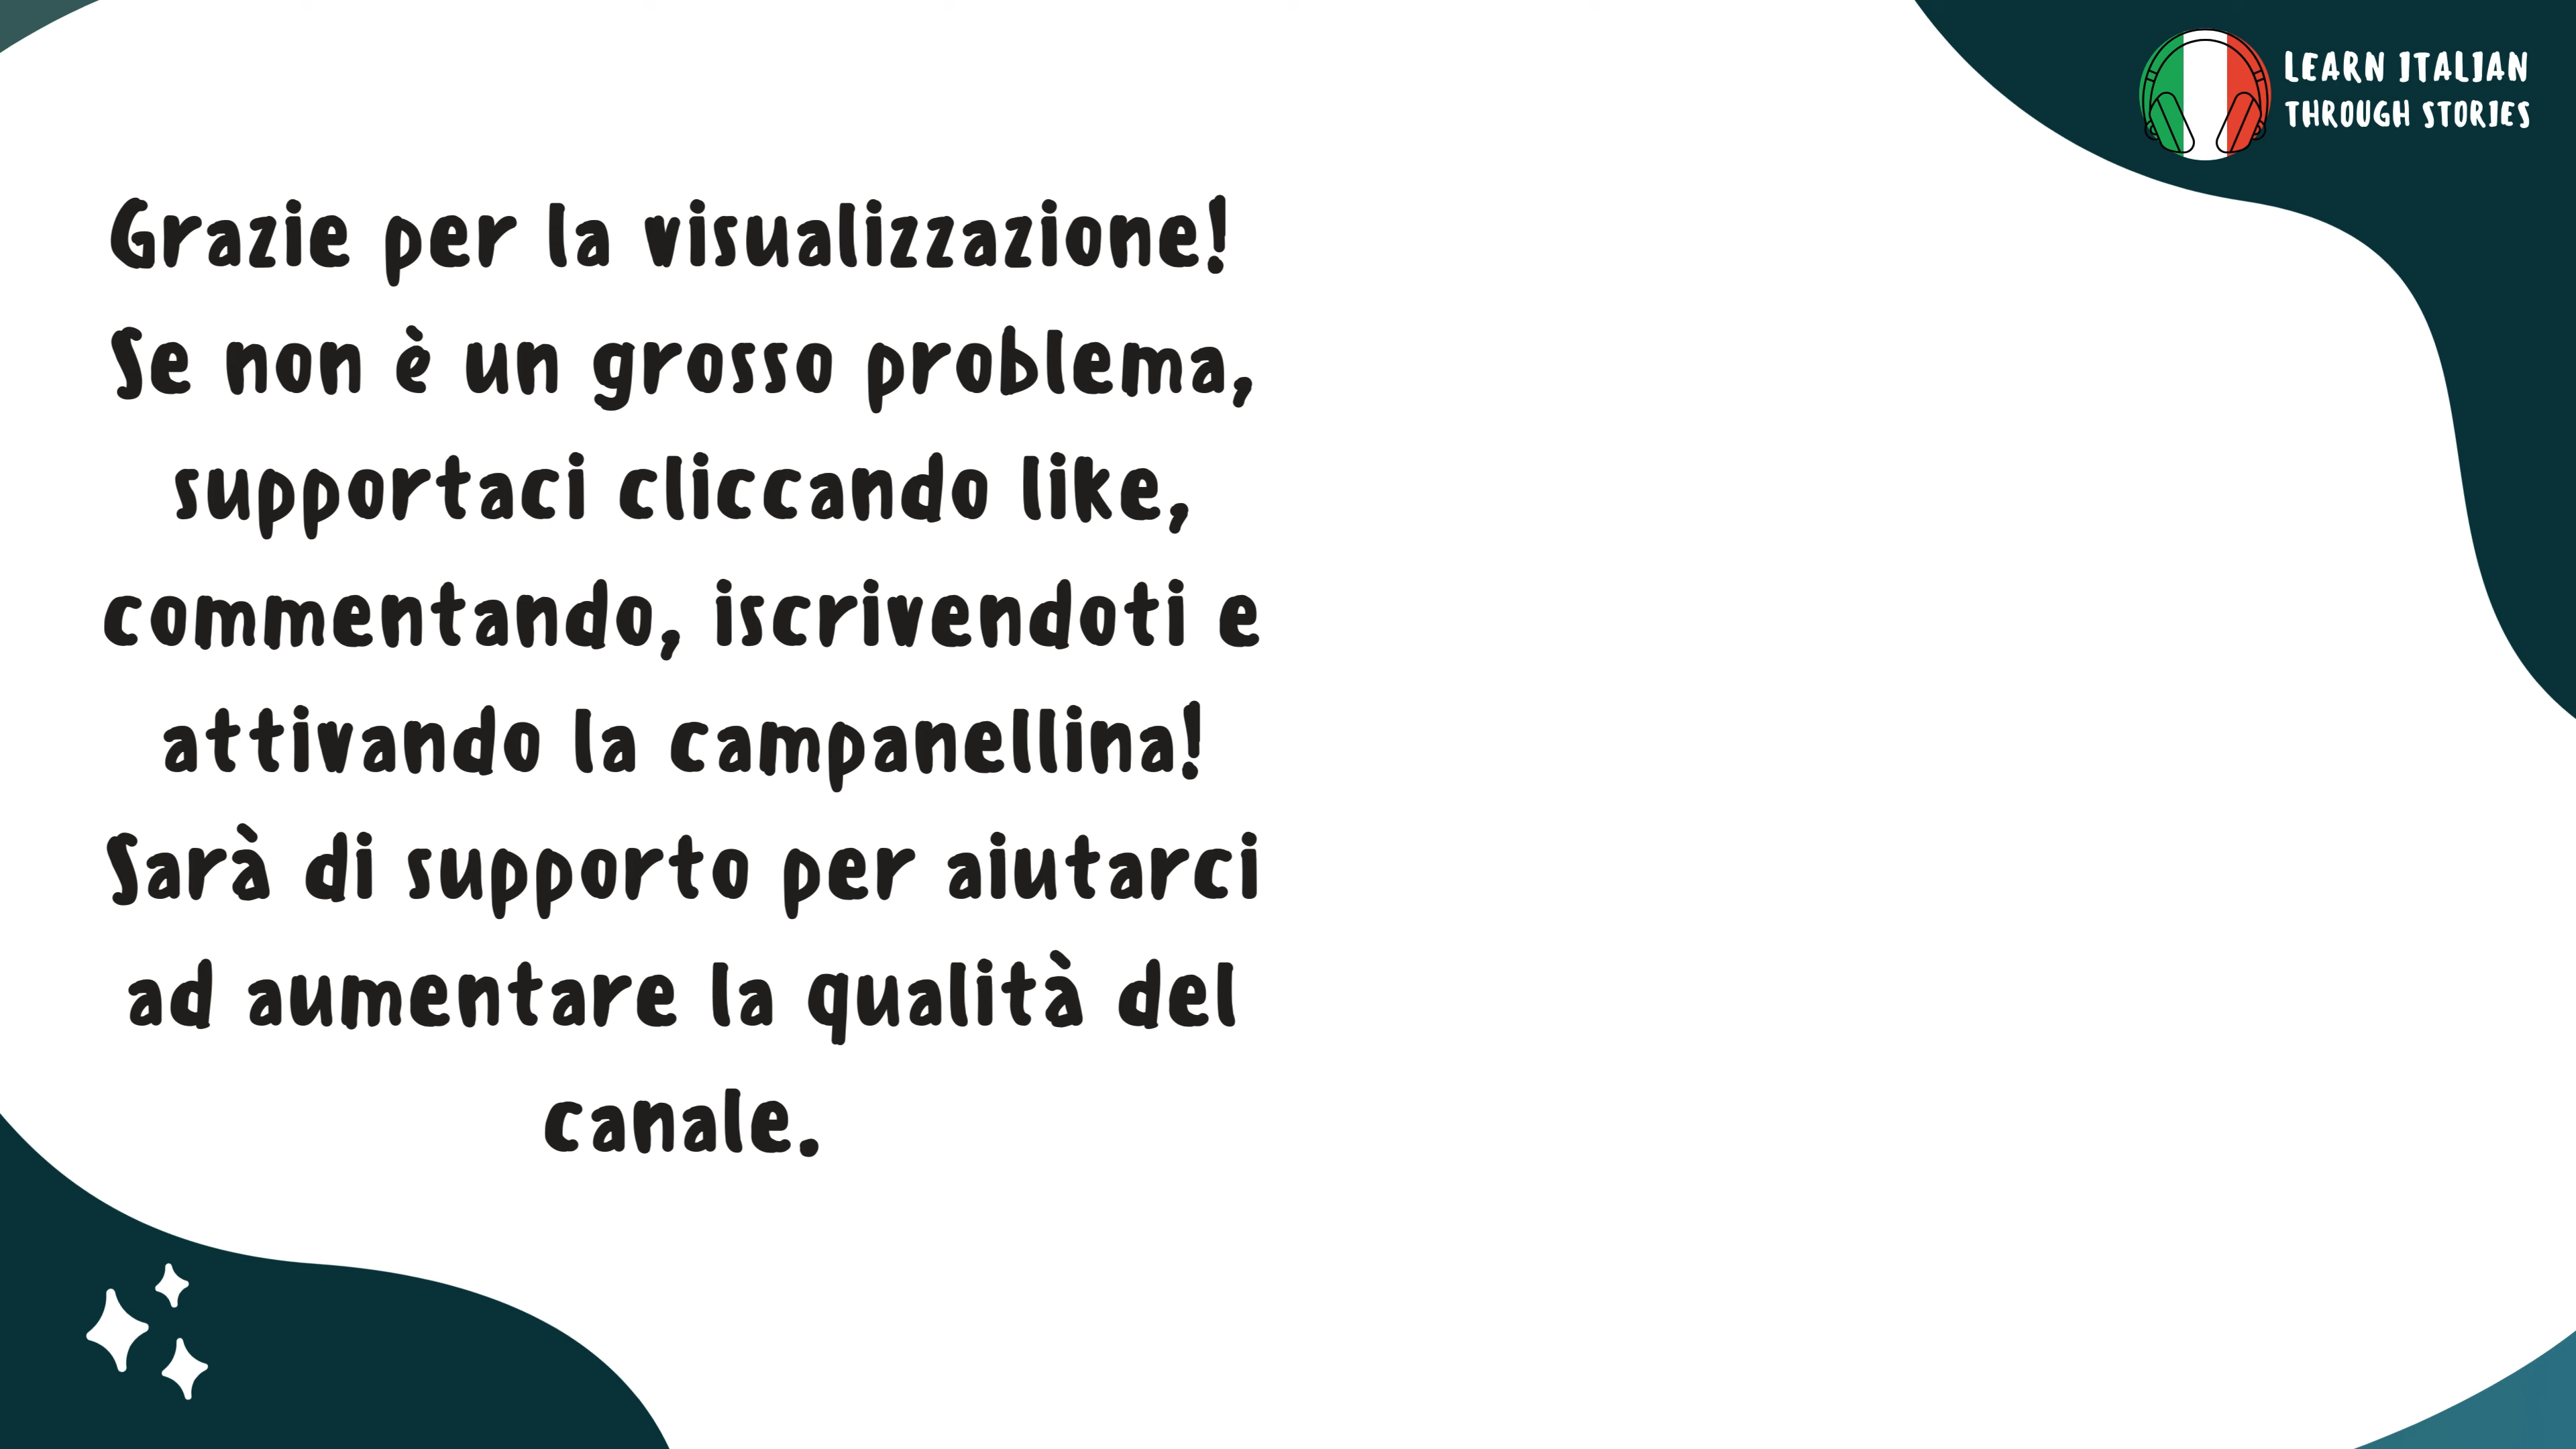 LEARN ITALIAN
THROUGH STORIES
Grazie per la visualizzazione!
Se non è un grosso problema,
supportaci cliccando like,
commentando, iscrivendoti e
attivando la campanellina!
Sarà di supporto per aiutarci
ad aumentare la qualità del
canale.